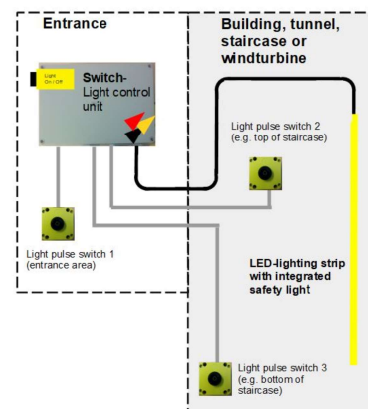 Entrance
Light
On / Off
Switch-
Light control
unit
Light pulse switch 1
(entrance area)
Building, tunnel,
staircase or
windturbine
Light pulse switch 2
(e.g. top of staircase)
LED-lighting strip
with integrated
safety light
Light pulse switch 3
(e.g. bottom of
staircase)